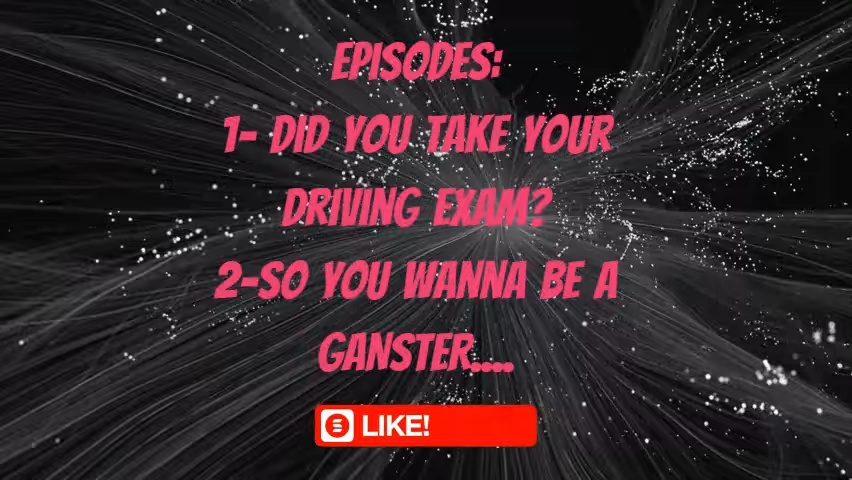 EPISODES:
1- DID YOU TAKE YOUR
DRIVING EXAM?
2-SO YOU WANNA BE A
GANSTER....
LIKE!